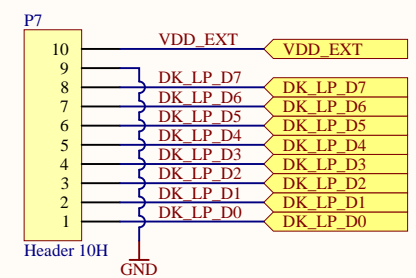 P7
10 VDD_EXT VDD_EXT
9
8 DK_LP_D7 DK_LP_D7
7 DK_LP_D6 DK_LP_D6
6 DK_LP_D5 DK_LP_D5
5 DK_LP_D4 DK_LP_D4
4 DK_LP_D3 DK_LP_D3
3 DK_LP_D2 DK_LP_D2
2 DK_LP_D1 DK_LP_D1
1 DK_LP_D0 DK_LP_D0
Header 10H
GND